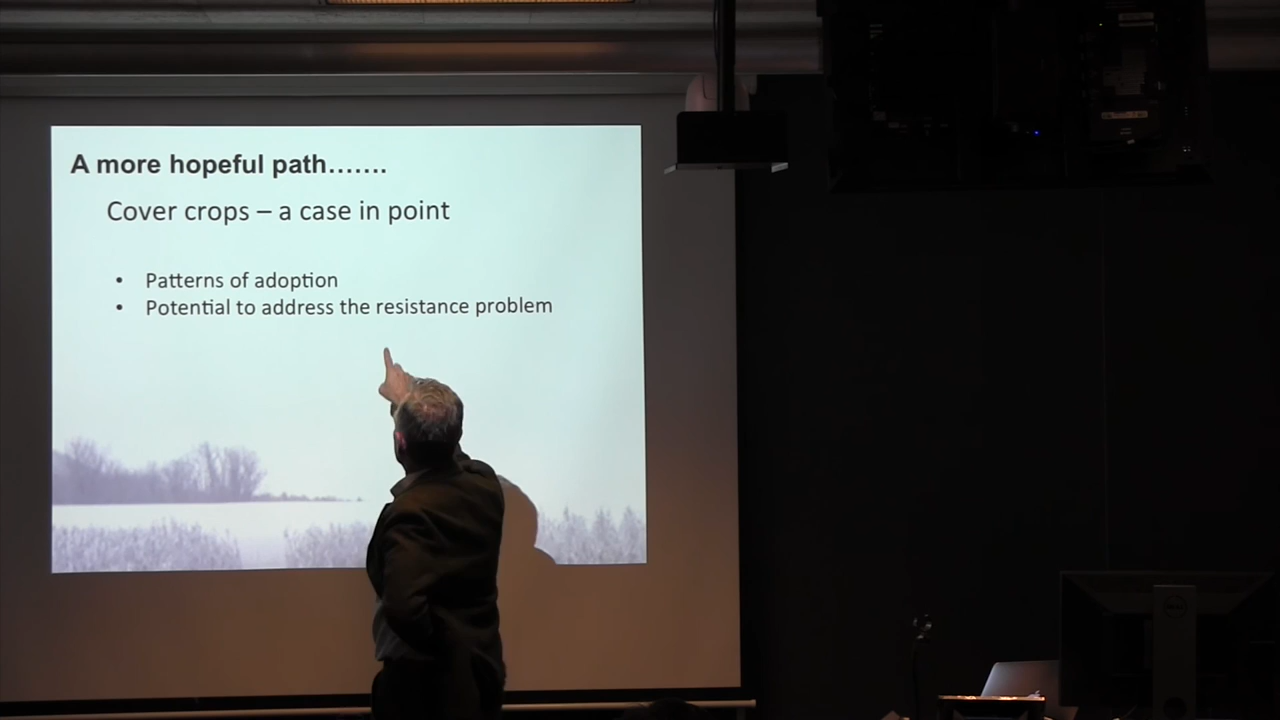 A more hopeful path…….
Cover crops – a case in point
• Patterns of adoption
• Potential to address the resistance problem